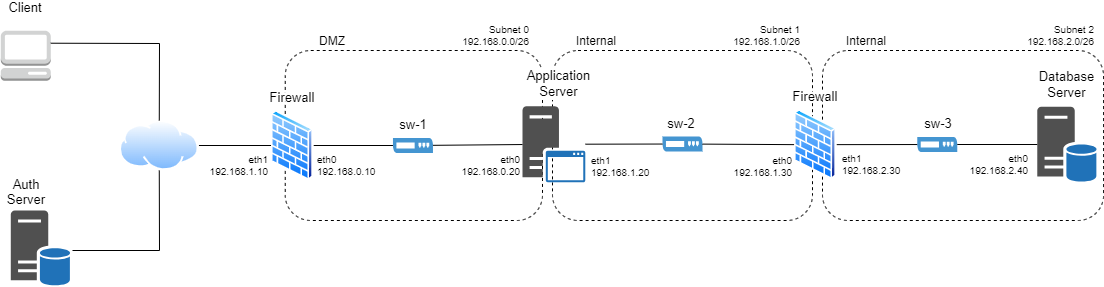 Client
DMZ
Subnet 0
192.168.0.0/26
Internal
Subnet 1
192.168.1.0/26
Internal
Subnet 2
192.168.2.0/26
Firewall
Application
Server
Firewall
Database
Server
sw-1
sw-2
sw-3
eth1
192.168.1.10
eth0
192.168.0.10
eth0
192.168.0.20
eth1
192.168.1.20
eth0
192.168.1.30
eth1
192.168.2.30
eth0
192.168.2.40
Auth
Server